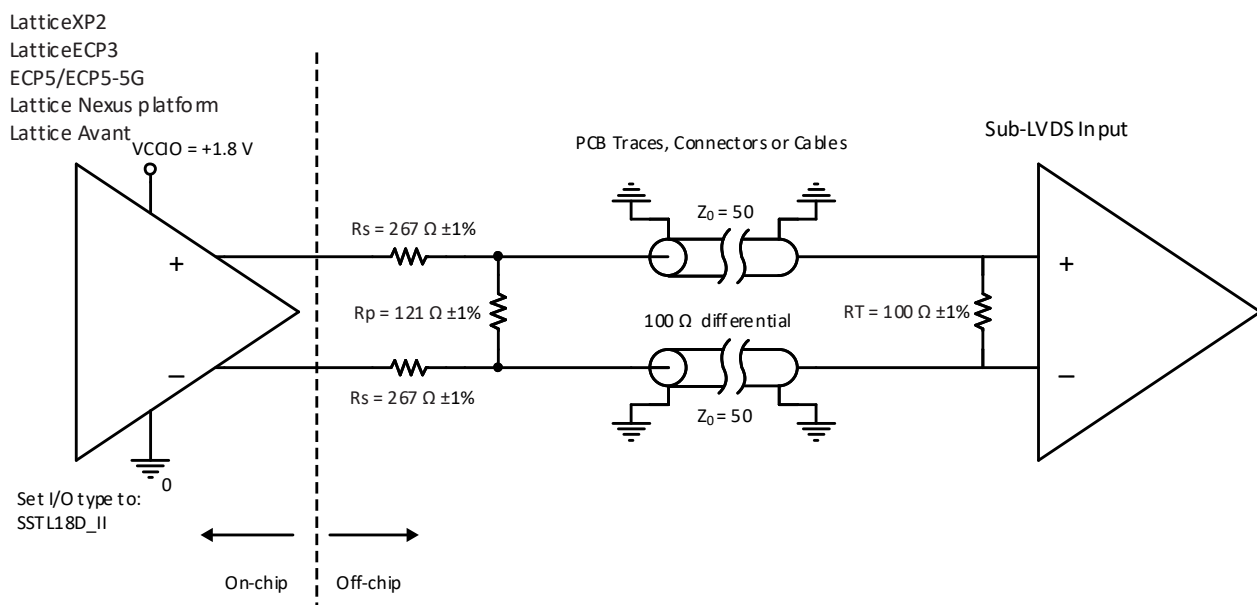 LatticeXP2
LatticeECP3
ECP5/ECP5-5G
Lattice Nexus platform
Lattice Avant
VCCIO = +1.8 V
PCB Traces, Connectors or Cables
Sub-LVDS Input
Z0 = 50
Rs = 267 Ω ±1%
+
+
Rp = 121 Ω ±1%
100 Ω differential
RT = 100 Ω ±1%
−
−
Rs = 267 Ω ±1%
Z0 = 50
0
Set I/O type to:
SSTL18D_II
On-chip
Off-chip